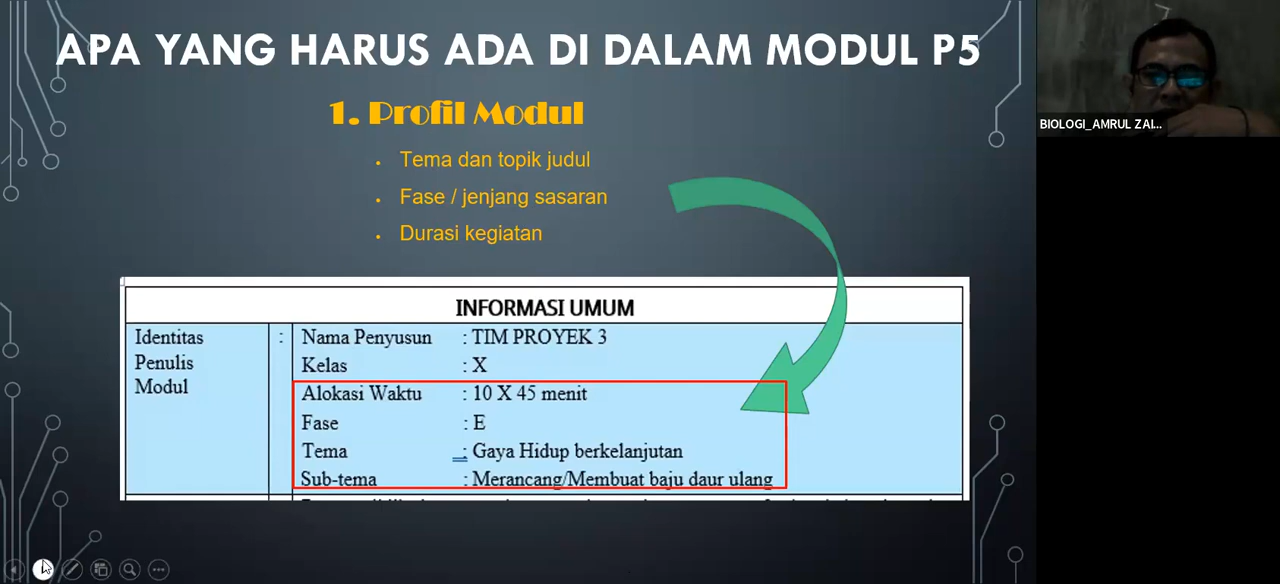 APA YANG HARUS ADA DI DALAM MODUL P5
1. Profil Modul
• Tema dan topik judul
• Fase / jenjang sasaran
• Durasi kegiatan
INFORMASI UMUM
Identitas Penulis Modul :
Nama Penyusun : TIM PROYEK 3
Kelas : X
Alokasi Waktu : 10 X 45 menit
Fase : E
Tema : Gaya Hidup berkelanjutan
Sub-tema : Merancang/Membuat baju daur ulang
BIOLOGI_AMRUL ZAI...